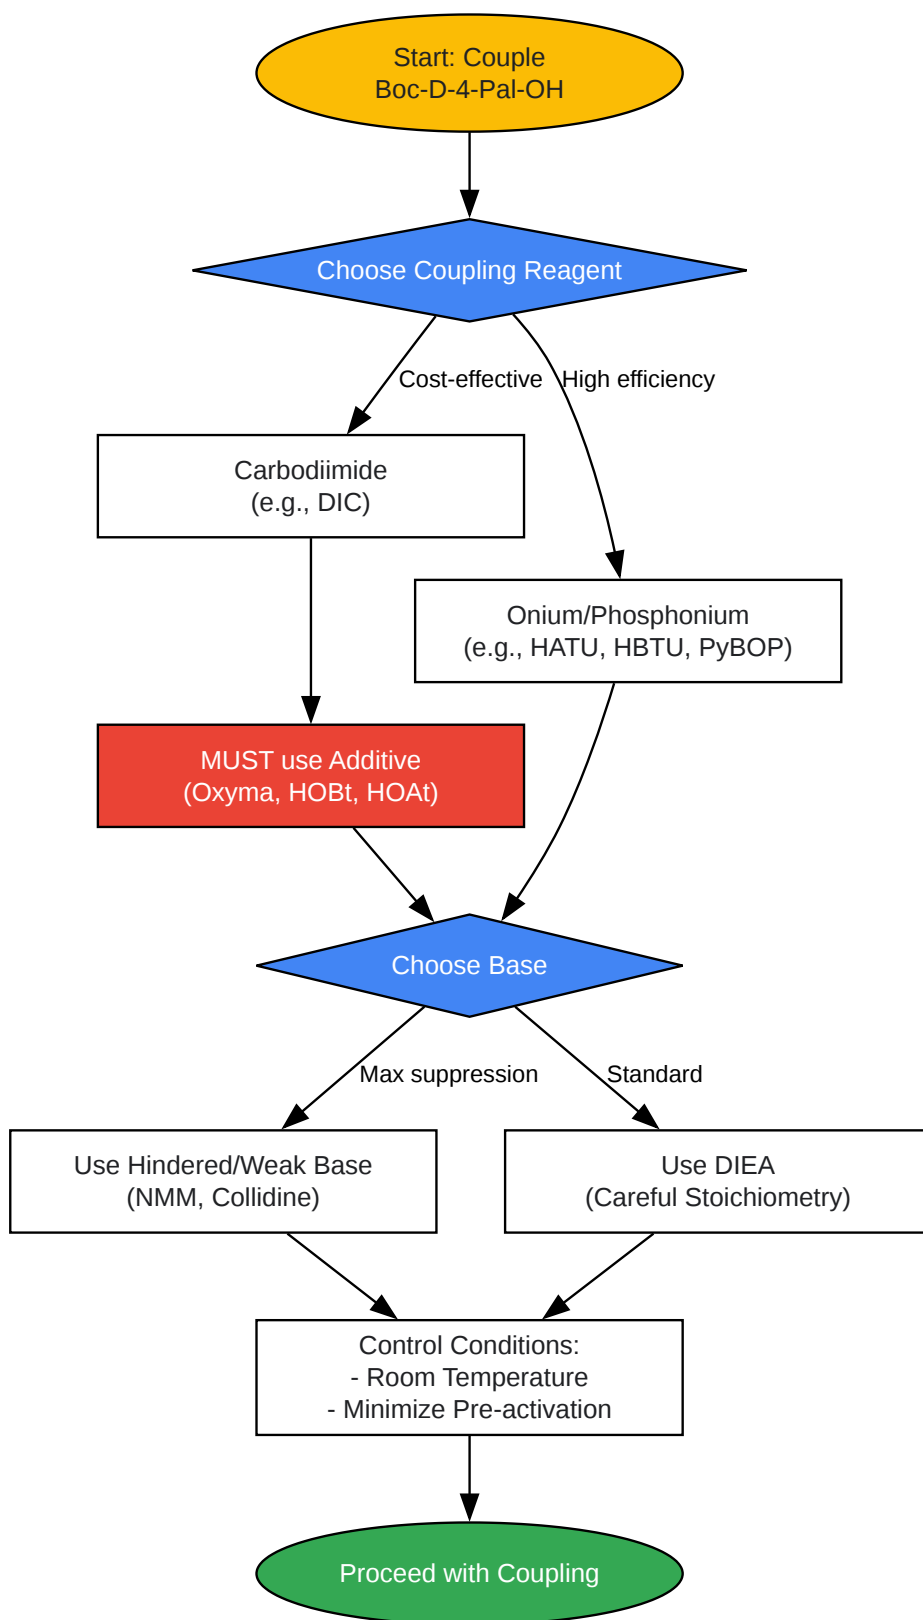 Start: Couple
Boc-D-4-Pal-OH
Choose Coupling Reagent
Cost-effective
High efficiency
Carbodiimide
(e.g., DIC)
Onium/Phosphonium
(e.g., HATU, HBTU, PyBOP)
MUST use Additive
(Oxyma, HOBt, HOAt)
Choose Base
Max suppression
Standard
Use Hindered/Weak Base
(NMM, Collidine)
Use DIEA
(Careful Stoichiometry)
Control Conditions:
- Room Temperature
- Minimize Pre-activation
Proceed with Coupling